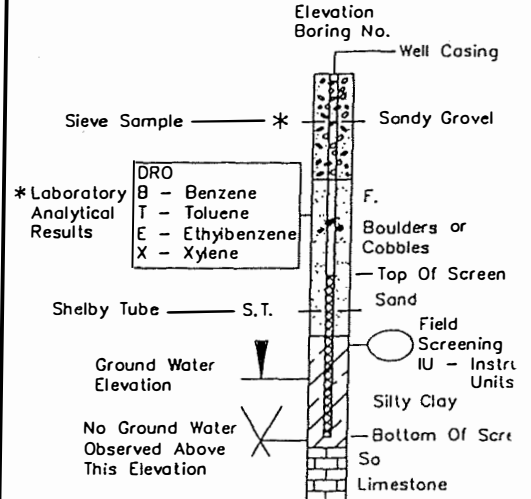 Elevation
Boring No.
Well Casing
Sieve Sample
*
Sandy Gravel
DRO
B – Benzene
T – Toluene
E – Ethylbenzene
X – Xylene
* Laboratory
Analytical
Results
F.
Boulders or
Cobbles
Top Of Screen
Shelby Tube
S.T.
Sand
Field
Screening
IU – Instru
Units
Ground Water
Elevation
Silty Clay
No Ground Water
Observed Above
This Elevation
Bottom Of Scre
So
Limestone